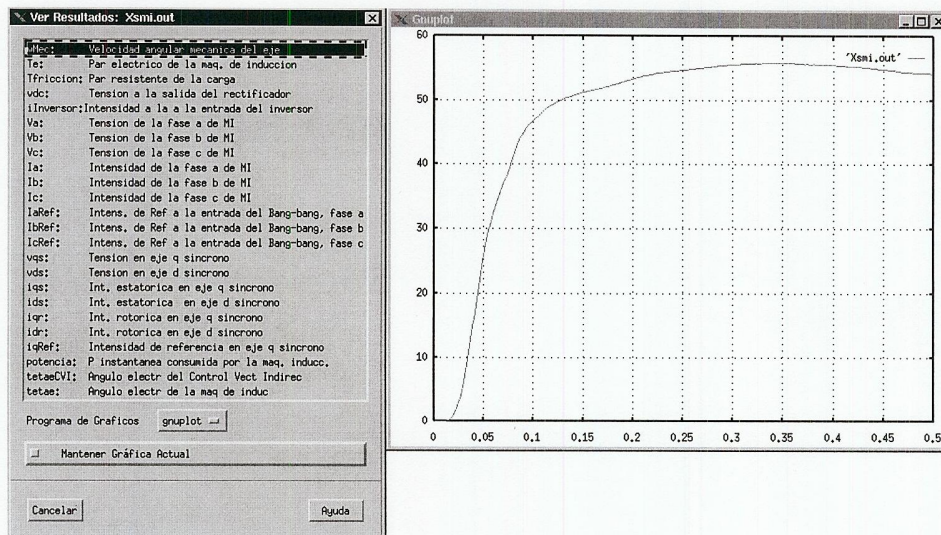 Ver Resultados: Xsmi.out
wMec: Velocidad angular mecanica del eje
Te: Par electrico de la maq. de induccion
Tfriccion: Par resistente de la carga
vdc: Tension a la salida del rectificador
iInversor: Intensidad a la a la entrada del inversor
Va: Tension de la fase a de MI
Vb: Tension de la fase b de MI
Vc: Tension de la fase c de MI
Ia: Intensidad de la fase a de MI
Ib: Intensidad de la fase b de MI
Ic: Intensidad de la fase c de MI
IaRef: Intens. de Ref a la entrada del Bang-bang, fase a
IbRef: Intens. de Ref a la entrada del Bang-bang, fase b
IcRef: Intens. de Ref a la entrada del Bang-bang, fase c
vqs: Tension en eje q sincrono
vds: Tension en eje d sincrono
iqs: Int. estatorica en eje q sincrono
ids: Int. estatorica en eje d sincrono
iqr: Int. rotorica en eje q sincrono
idr: Int. rotorica en eje d sincrono
iqRef: Intensidad de referencia en eje q sincrono
potencia: P instantanea consumida por la maq. inducc.
tetaeCVI: Angulo electr del Control Vect Indirec
tetae: Angulo electr de la maq de induc
Programa de Graficos gnuplot
Mantener Gráfica Actual
Cancelar Ayuda
Gnuplot
'Xsmi.out'
60
50
40
30
20
10
0
0 0.05 0.1 0.15 0.2 0.25 0.3 0.35 0.4 0.45 0.5